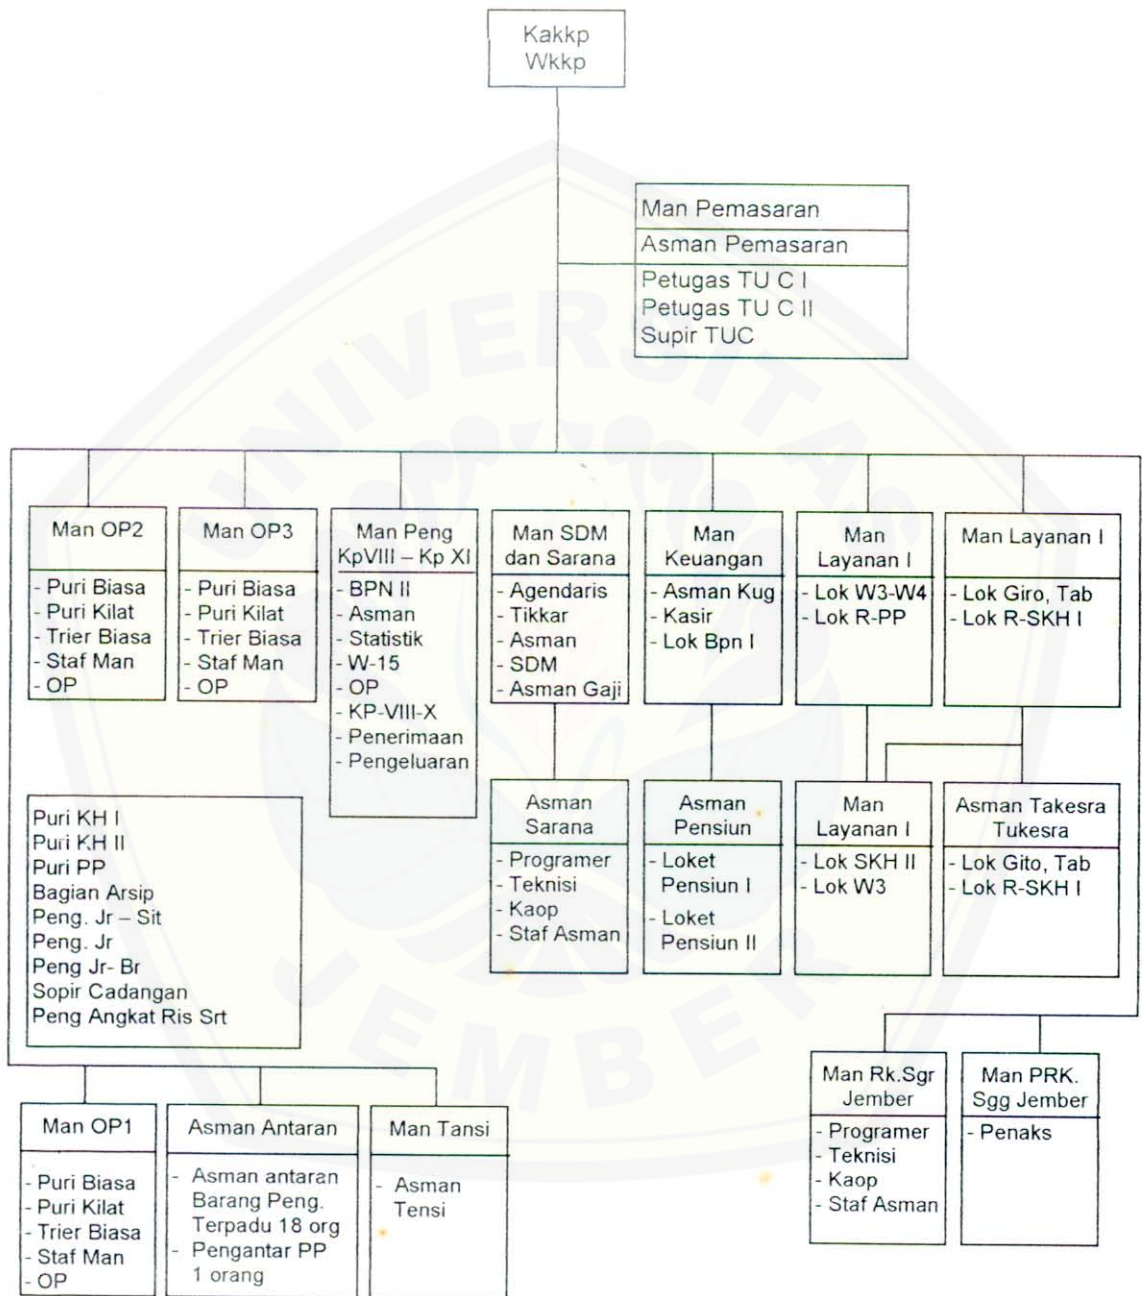 Kakkp
Wkkp
Man Pemasaran
Asman Pemasaran
Petugas TU C I
Petugas TU C II
Supir TUC
UNIVERSITAS
JEMBER
Man OP2
- Puri Biasa
- Puri Kilat
- Trier Biasa
- Staf Man
- OP
Man OP3
- Puri Biasa
- Puri Kilat
- Trier Biasa
- Staf Man
- OP
Man Peng
KpVIII – Kp XI
- BPN II
- Asman
- Statistik
- W-15
- OP
- KP-VIII-X
- Penerimaan
- Pengeluaran
Man SDM
dan Sarana
- Agendaris
- Tikkar
- Asman
- SDM
- Asman Gaji
Man
Keuangan
- Asman Kug
- Kasir
- Lok Bpn I
Man
Layanan I
- Lok W3-W4
- Lok R-PP
Man Layanan I
- Lok Giro, Tab
- Lok R-SKH I
Puri KH I
Puri KH II
Puri PP
Bagian Arsip
Peng. Jr – Sit
Peng. Jr
Peng Jr- Br
Sopir Cadangan
Peng Angkat Ris Srt
Asman
Sarana
- Programer
- Teknisi
- Kaop
- Staf Asman
Asman
Pensiun
- Loket
Pensiun I
- Loket
Pensiun II
Man
Layanan I
- Lok SKH II
- Lok W3
Asman Takesra
Tukesra
- Lok Gito, Tab
- Lok R-SKH I
Man OP1
- Puri Biasa
- Puri Kilat
- Trier Biasa
- Staf Man
- OP
Asman Antaran
- Asman antaran
Barang Peng.
Terpadu 18 org
- Pengantar PP
1 orang
Man Tansi
- Asman
Tensi
Man Rk.Sgr
Jember
- Programer
- Teknisi
- Kaop
- Staf Asman
Man PRK.
Sgg Jember
- Penaks